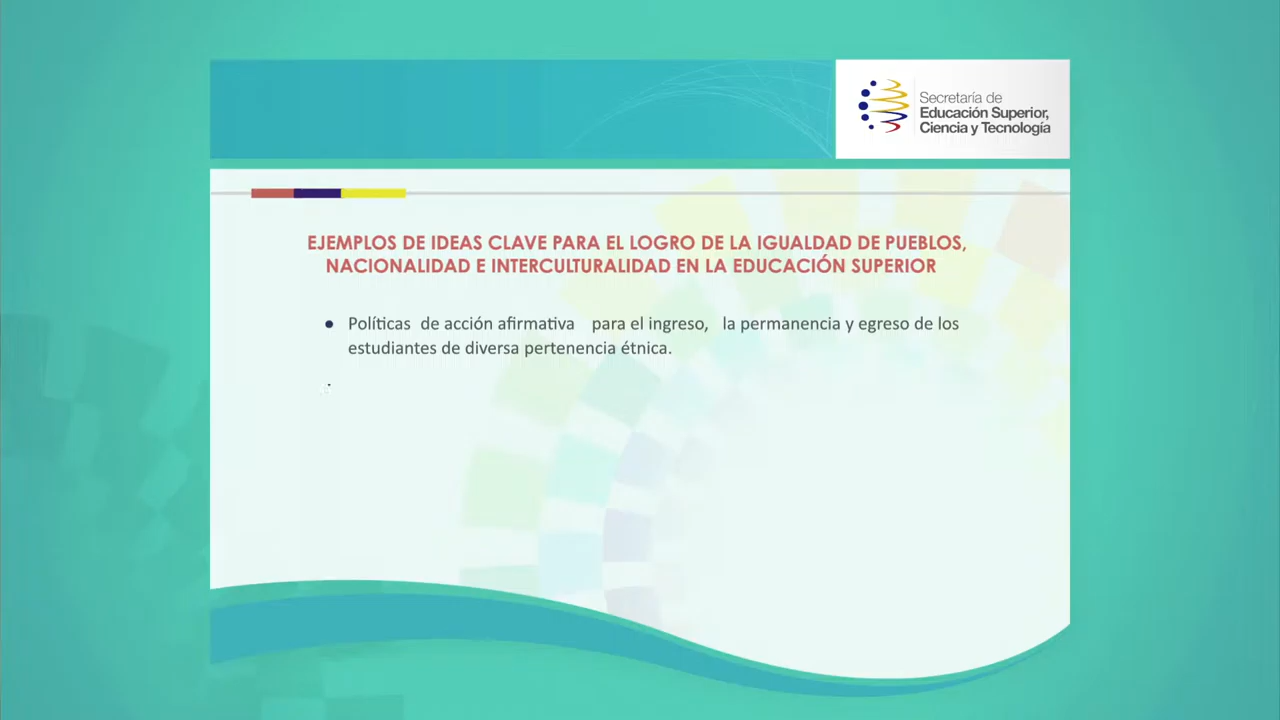 Secretaría de
Educación Superior,
Ciencia y Tecnología
EJEMPLOS DE IDEAS CLAVE PARA EL LOGRO DE LA IGUALDAD DE PUEBLOS,
NACIONALIDAD E INTERCULTURALIDAD EN LA EDUCACIÓN SUPERIOR
• Políticas de acción afirmativa para el ingreso, la permanencia y egreso de los
estudiantes de diversa pertenencia étnica.